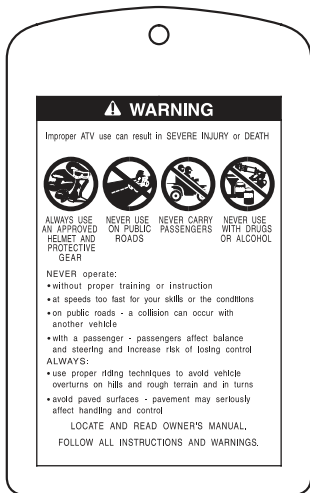 ⚠ WARNING
Improper ATV use can result in SEVERE INJURY or DEATH
ALWAYS USE
AN APPROVED
HELMET AND
PROTECTIVE
GEAR
NEVER USE
ON PUBLIC
ROADS
NEVER CARRY
PASSENGERS
NEVER USE
WITH DRUGS
OR ALCOHOL
NEVER operate:
• without proper training or instruction
• at speeds too fast for your skills or the conditions
• on public roads - a collision can occur with
another vehicle
• with a passenger - passengers affect balance
and steering and increase risk of losing control
ALWAYS:
• use proper riding techniques to avoid vehicle
overturns on hills and rough terrain and in turns
• avoid paved surfaces - pavement may seriously
affect handling and control
LOCATE AND READ OWNER'S MANUAL.
FOLLOW ALL INSTRUCTIONS AND WARNINGS.